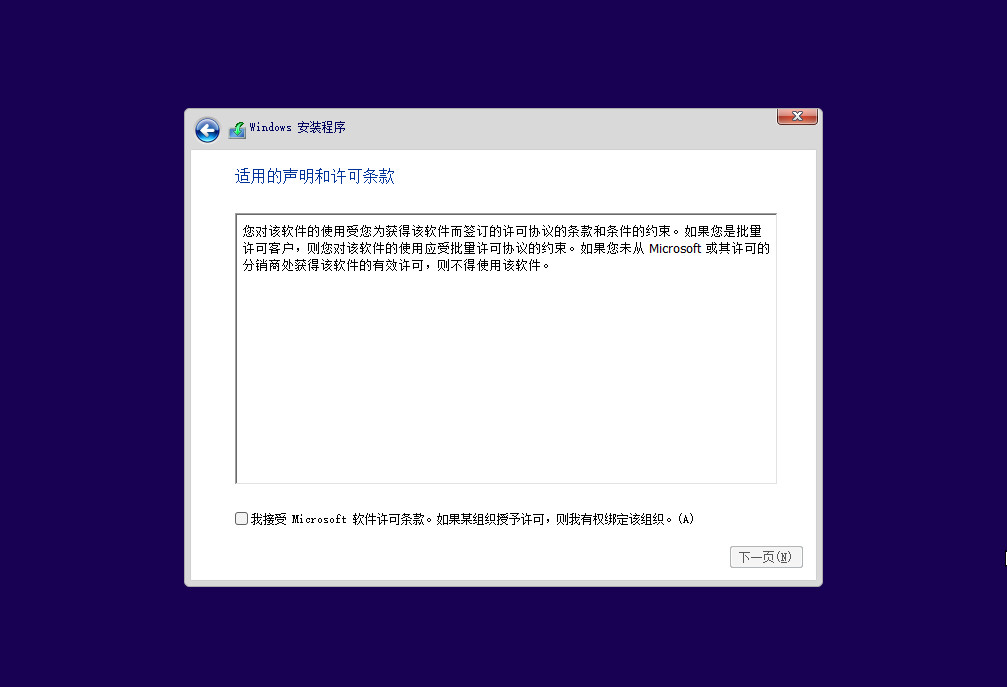 Windows 安装程序
适用的声明和许可条款
您对该软件的使用受您为获得该软件而签订的许可协议的条款和条件的约束。如果您是批量
许可客户，则您对该软件的使用应受批量许可协议的约束。如果您未从 Microsoft 或其许可的
分销商处获得该软件的有效许可，则不得使用该软件。
我接受 Microsoft 软件许可条款。如果某组织授予许可，则我有权绑定该组织。(A)
下一页(N)